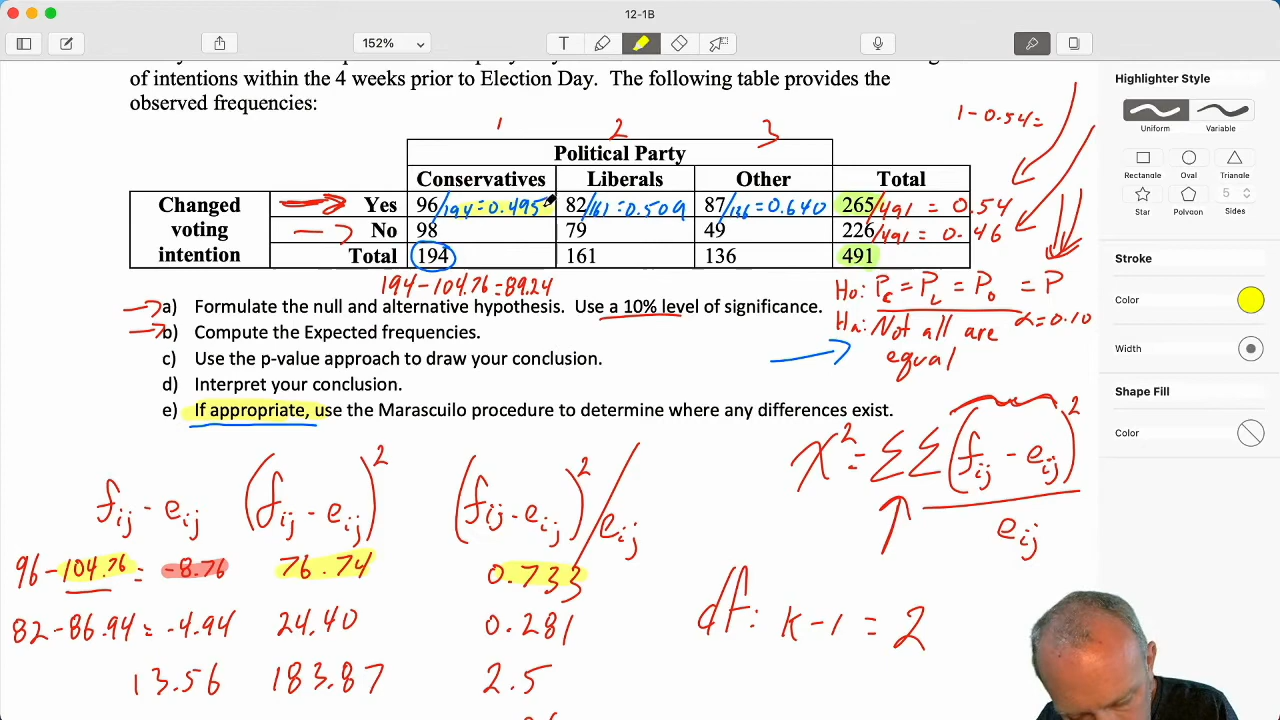 12-1B
152%
T
of intentions within the 4 weeks prior to Election Day. The following table provides the
observed frequencies:
1 2 3
1-0.54=
Political Party
Conservatives Liberals Other Total
Changed voting intention
Yes 96/194=0.495 82/161=0.509 87/136=0.640 265/491 = 0.54
No 98 79 49 226/491 = 0.46
Total 194 161 136 491
194-104.76=89.24
Ho: Pc = PL = Po = P
a) Formulate the null and alternative hypothesis. Use a 10% level of significance.
Ha: Not all are equal
α=0.10
b) Compute the Expected frequencies.
c) Use the p-value approach to draw your conclusion.
d) Interpret your conclusion.
e) If appropriate, use the Marascuilo procedure to determine where any differences exist.
χ² = ΣΣ (fij - eij)² / eij
fij - eij (fij - eij)² (fij - eij)²/eij
96-104.76 = -8.76 76.74 0.733
82-86.94 = -4.94 24.40 0.281
13.56 183.87 2.5
df: k-1 = 2
Highlighter Style
Uniform Variable
Rectangle Oval Triangle
5
Star Polygon Sides
Stroke
Color
Width
Shape Fill
Color